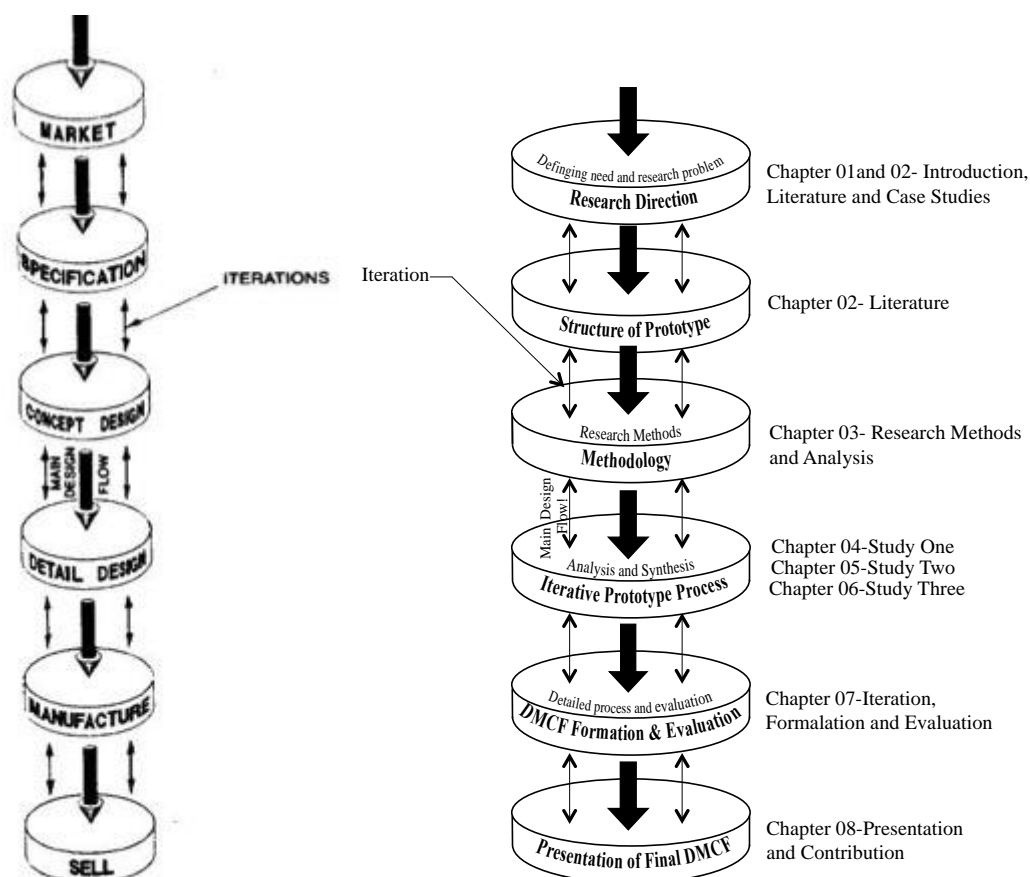 MARKET
SPECIFICATION
ITERATIONS
CONCEPT DESIGN
MAIN
DESIGN
FLOW
DETAIL DESIGN
MANUFACTURE
SELL
Definging need and research problem
Research Direction
Chapter 01and 02- Introduction,
Literature and Case Studies
Iteration
Structure of Prototype
Chapter 02- Literature
Research Methods
Methodology
Chapter 03- Research Methods
and Analysis
Main Design
Flow!
Analysis and Synthesis
Iterative Prototype Process
Chapter 04-Study One
Chapter 05-Study Two
Chapter 06-Study Three
Detailed process and evaluation
DMCF Formation & Evaluation
Chapter 07-Iteration,
Formalation and Evaluation
Presentation of Final DMCF
Chapter 08-Presentation
and Contribution